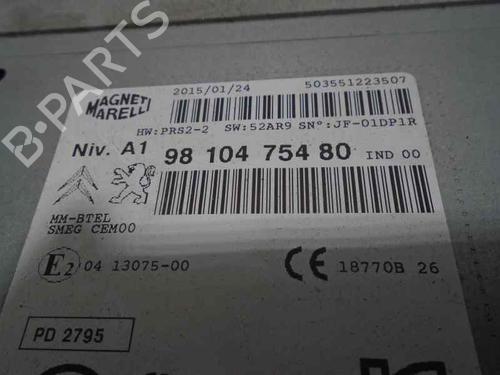 MAGNETI
MARELLI
2015/01/24 503551223507
HW:PRS2-2 SW:52AR9 SN°:JF-01DP1R
Niv. A1 98 104 754 80 IND 00
MM-BTEL
SMEG CEM00
E2 04 13075-00 CE 18770B 26
PD 2795